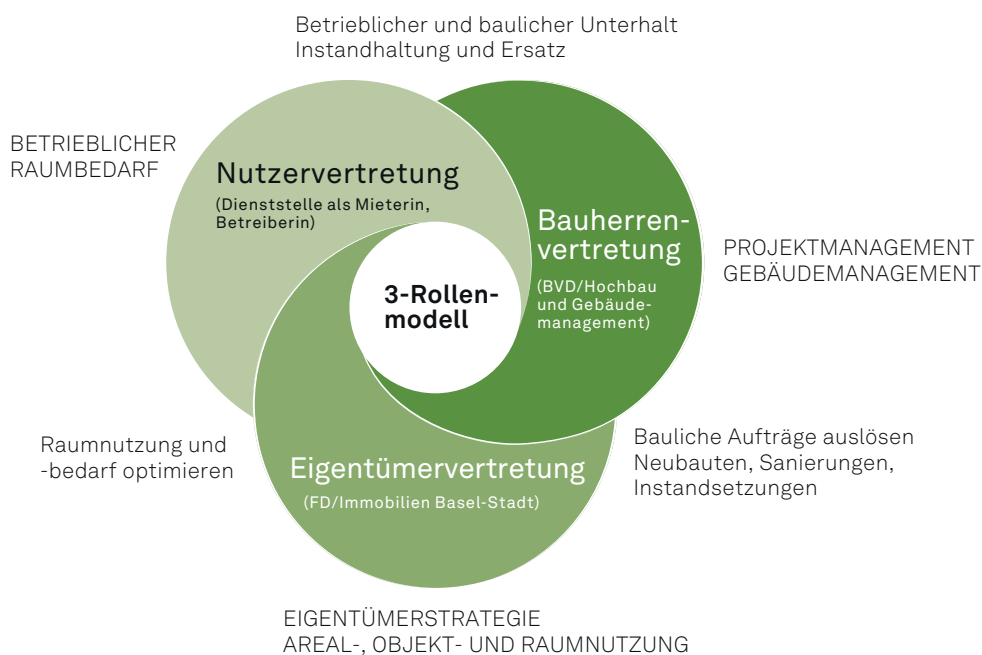 Betrieblicher und baulicher Unterhalt
Instandhaltung und Ersatz
BETRIEBLICHER
RAUMBEDARF
Nutzervertretung
(Dienststelle als Mieterin,
Betreiberin)
Bauherren-
vertretung
(BVD/Hochbau
und Gebäude-
management)
PROJEKTMANAGEMENT
GEBÄUDEMANAGEMENT
3-Rollen-
modell
Raumnutzung und
-bedarf optimieren
Eigentümervertretung
(FD/Immobilien Basel-Stadt)
Bauliche Aufträge auslösen
Neubauten, Sanierungen,
Instandsetzungen
EIGENTÜMERSTRATEGIE
AREAL-, OBJEKT- UND RAUMNUTZUNG